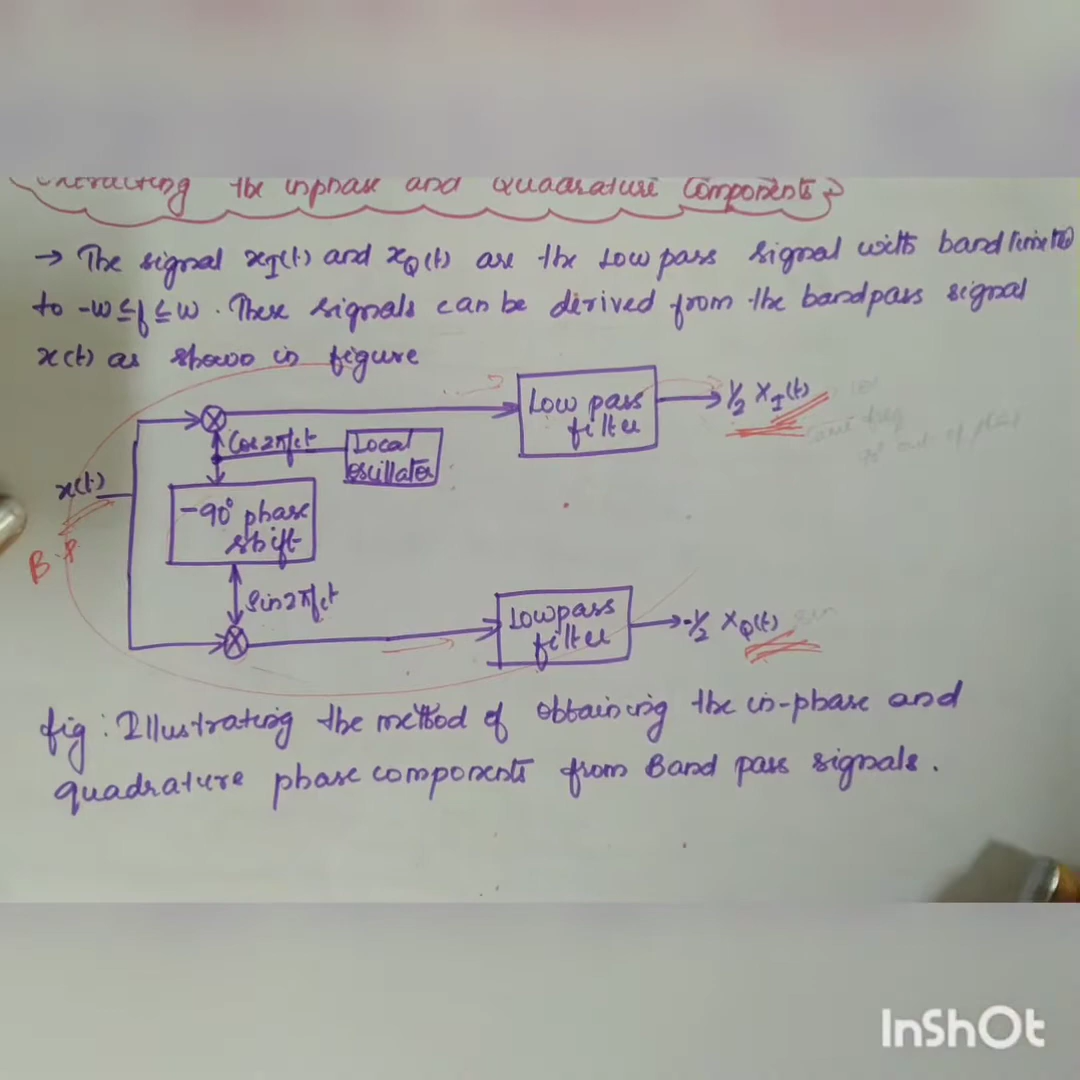 Extracting the inphase and Quadrature Components
→ The signal xI(t) and xQ(t) are the Low pass signal with band limited
to -w≤f≤w. These signals can be derived from the bandpass signal
x(t) as shown in figure
Low pass
filter
→ 1/2 XI(t)
Cos2πfct
Local
oscillator
x(t)
-90° phase
shift
B.P
Sin2πfct
Lowpass
filter
→ -1/2 XQ(t)
fig: Illustrating the method of obtaining the in-phase and
quadrature phase components from Band pass signals.
InShOt